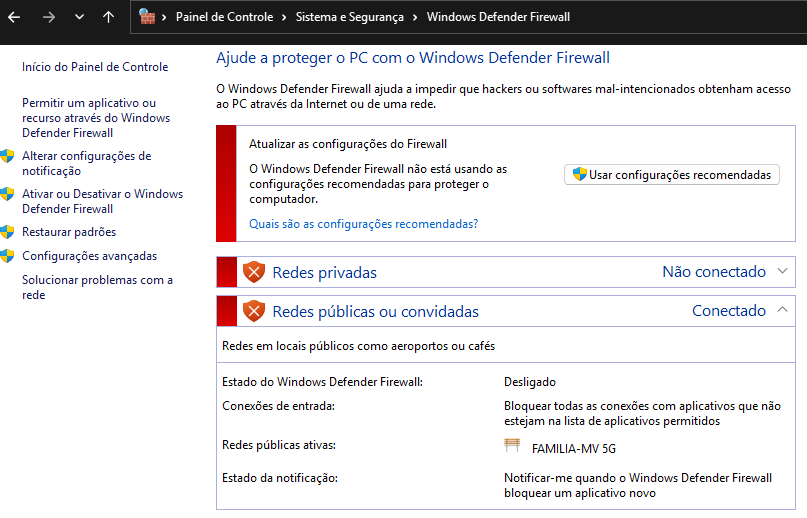 Painel de Controle > Sistema e Segurança > Windows Defender Firewall
Início do Painel de Controle
Permitir um aplicativo ou
recurso através do Windows
Defender Firewall
Alterar configurações de
notificação
Ativar ou Desativar o Windows
Defender Firewall
Restaurar padrões
Configurações avançadas
Solucionar problemas com a
rede
Ajude a proteger o PC com o Windows Defender Firewall
O Windows Defender Firewall ajuda a impedir que hackers ou softwares mal-intencionados obtenham acesso
ao PC através da Internet ou de uma rede.
Atualizar as configurações do Firewall
O Windows Defender Firewall não está usando as
configurações recomendadas para proteger o
computador.
Usar configurações recomendadas
Quais são as configurações recomendadas?
Redes privadas Não conectado
Redes públicas ou convidadas Conectado
Redes em locais públicos como aeroportos ou cafés
Estado do Windows Defender Firewall: Desligado
Conexões de entrada: Bloquear todas as conexões com aplicativos que não
estejam na lista de aplicativos permitidos
Redes públicas ativas: FAMILIA-MV 5G
Estado da notificação: Notificar-me quando o Windows Defender Firewall
bloquear um aplicativo novo